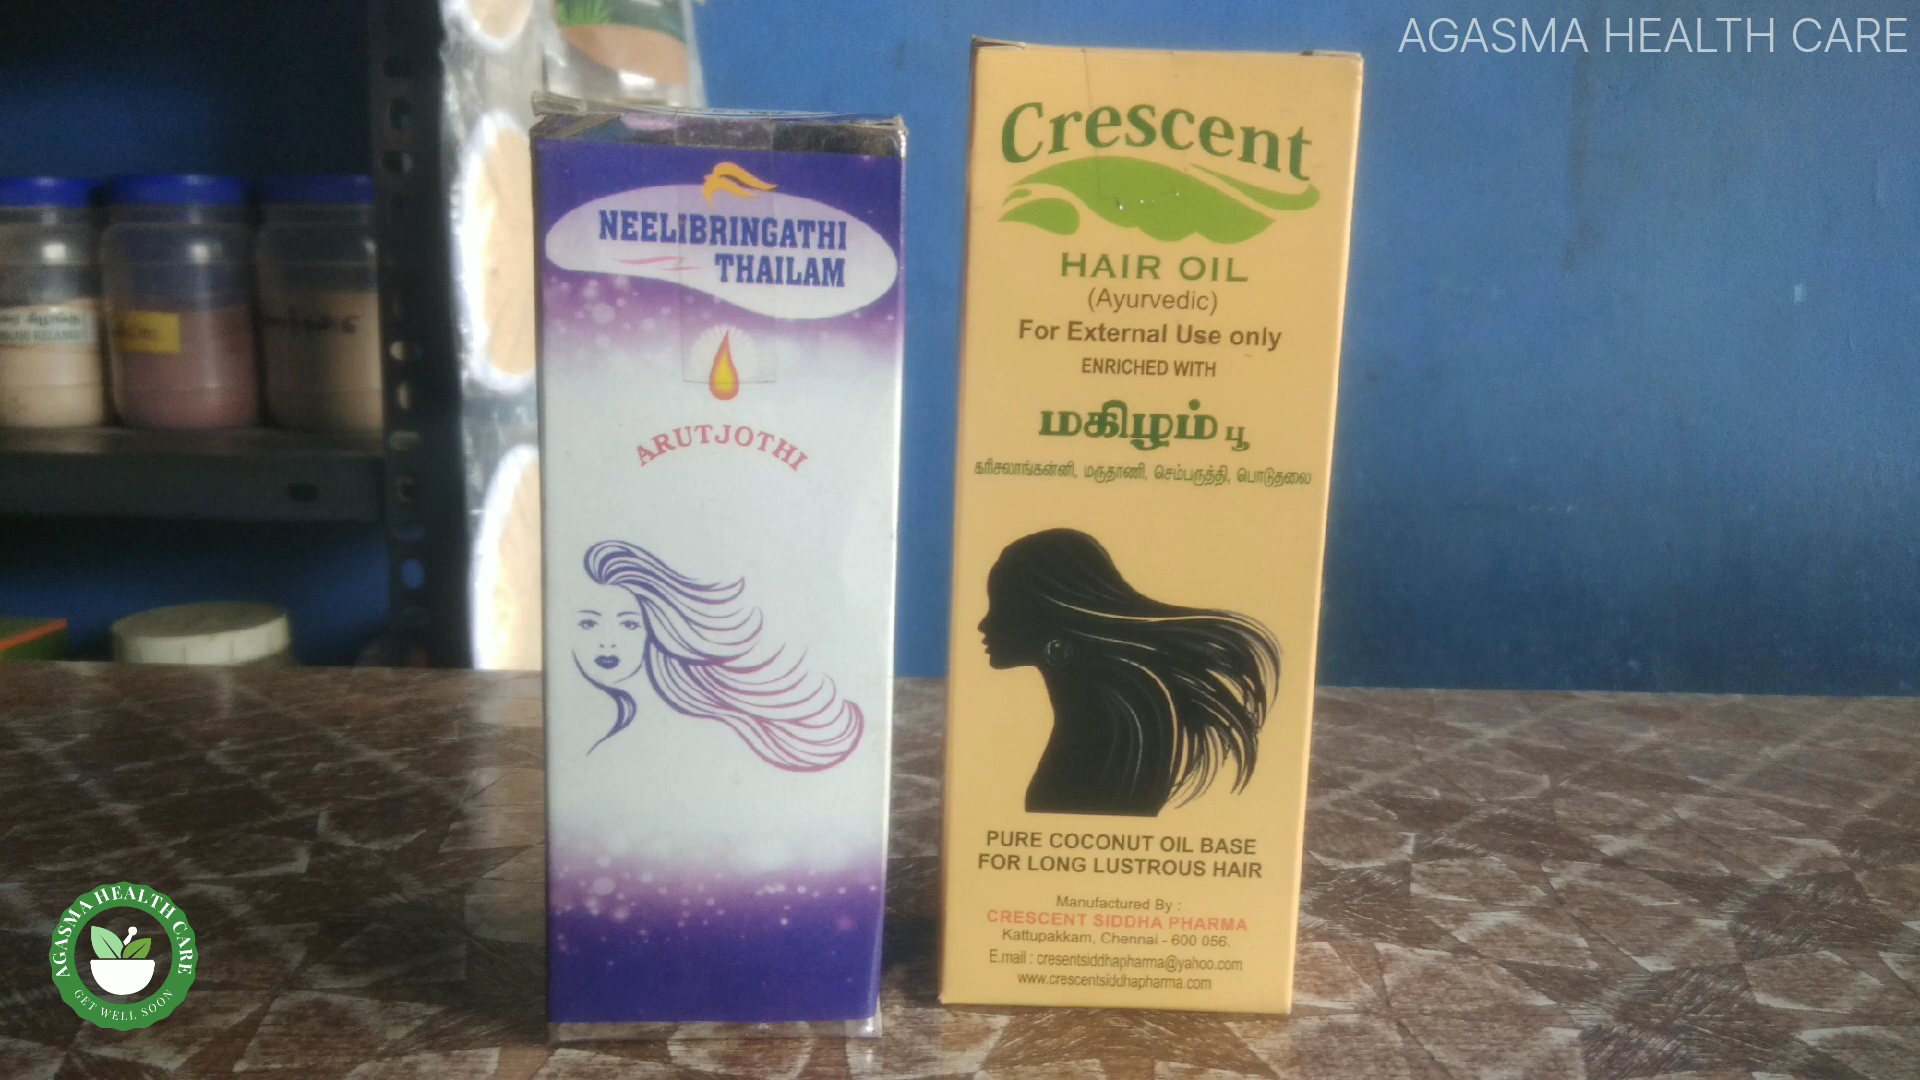 AGASMA HEALTH CARE
NEELIBRINGATHI
THAILAM
ARUTJOTHI
Crescent
HAIR OIL
(Ayurvedic)
For External Use only
ENRICHED WITH
மகிழம் பூ
கரிசலாங்கன்னி, மருதாணி, செம்பருத்தி, பொடுதலை
PURE COCONUT OIL BASE
FOR LONG LUSTROUS HAIR
Manufactured By :
CRESCENT SIDDHA PHARMA
Kattupakkam, Chennai - 600 056.
E.mail : cresentsiddhapharma@yahoo.com
www.crescentsiddhapharma.com
AGASMA HEALTH CARE
GET WELL SOON